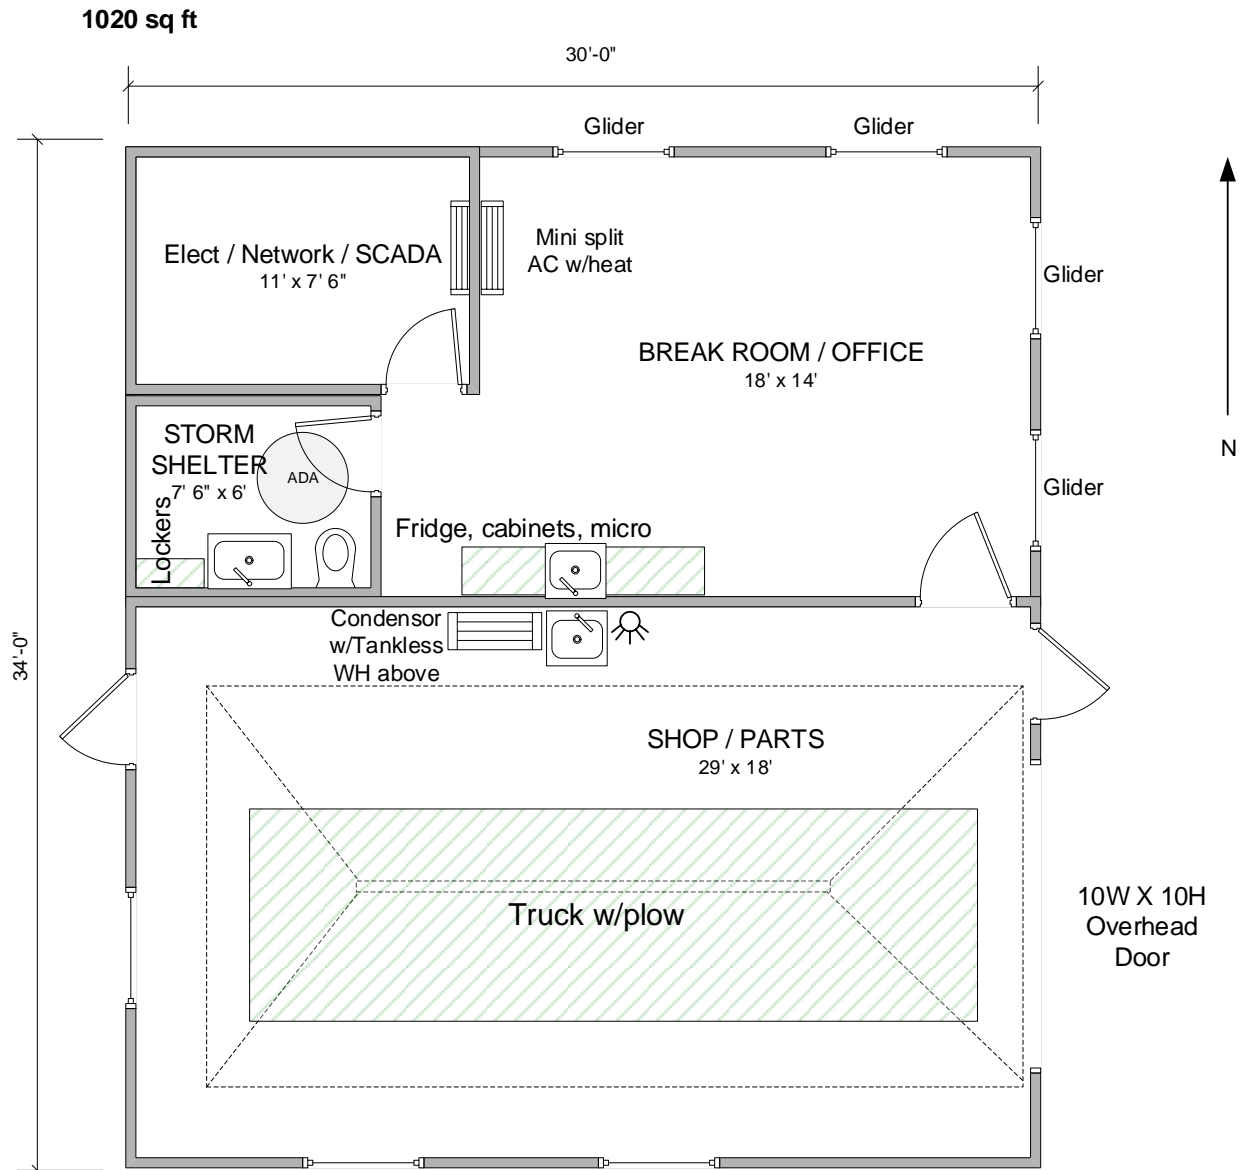 1020 sq ft
30'-0"
Glider
Glider
Elect / Network / SCADA
11' x 7' 6"
Mini split
AC w/heat
Glider
BREAK ROOM / OFFICE
18' x 14'
N
STORM
SHELTER
7' 6" x 6'
ADA
Lockers
Glider
Fridge, cabinets, micro
34'-0"
Condensor
w/Tankless
WH above
SHOP / PARTS
29' x 18'
Truck w/plow
10W X 10H
Overhead
Door